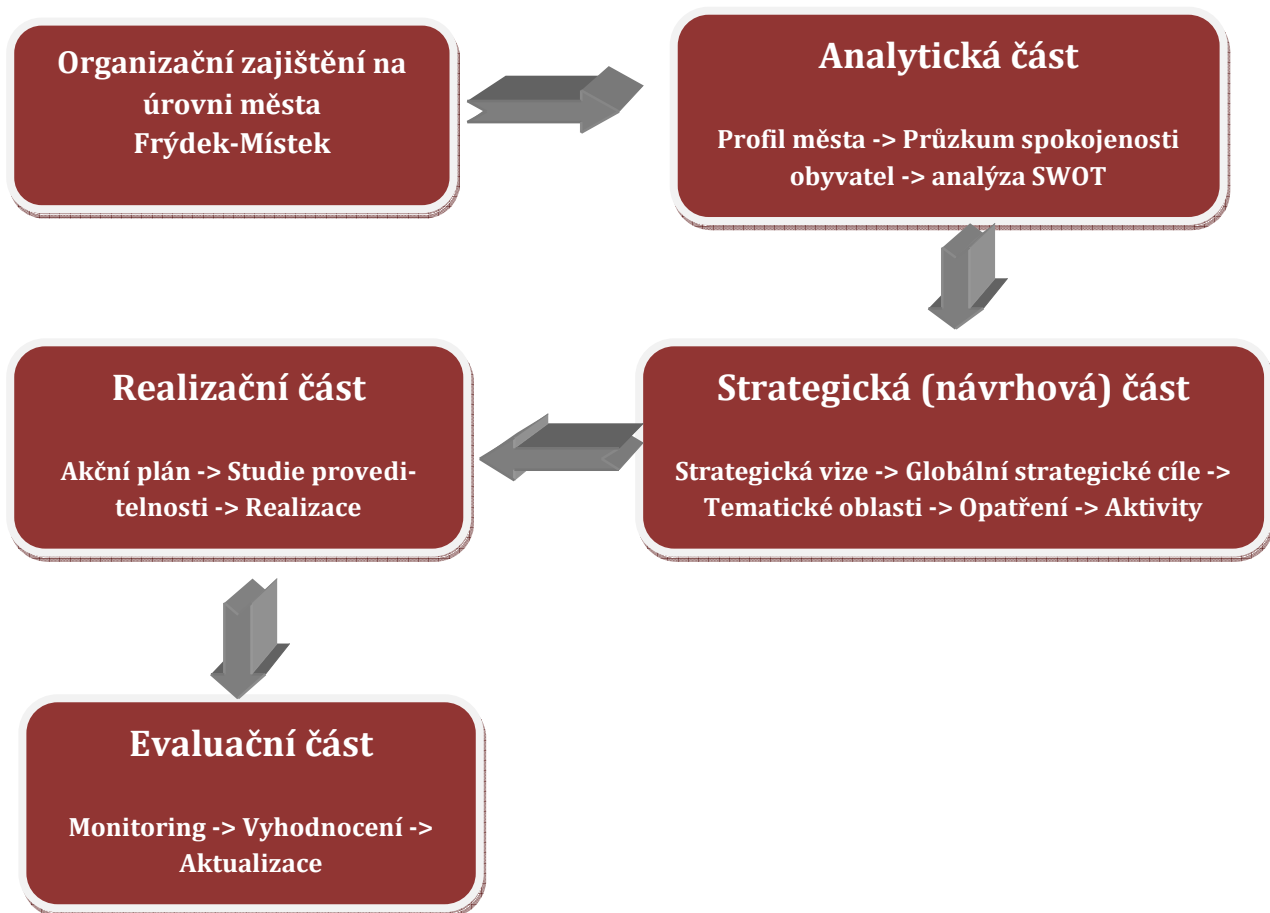 Organizační zajištění na
úrovni města
Frýdek-Místek
Analytická část
Profil města -> Průzkum spokojenosti
obyvatel -> analýza SWOT
Strategická (návrhová) část
Strategická vize -> Globální strategické cíle ->
Tematické oblasti -> Opatření -> Aktivity
Realizační část
Akční plán -> Studie provedi-
telnosti -> Realizace
Evaluační část
Monitoring -> Vyhodnocení ->
Aktualizace